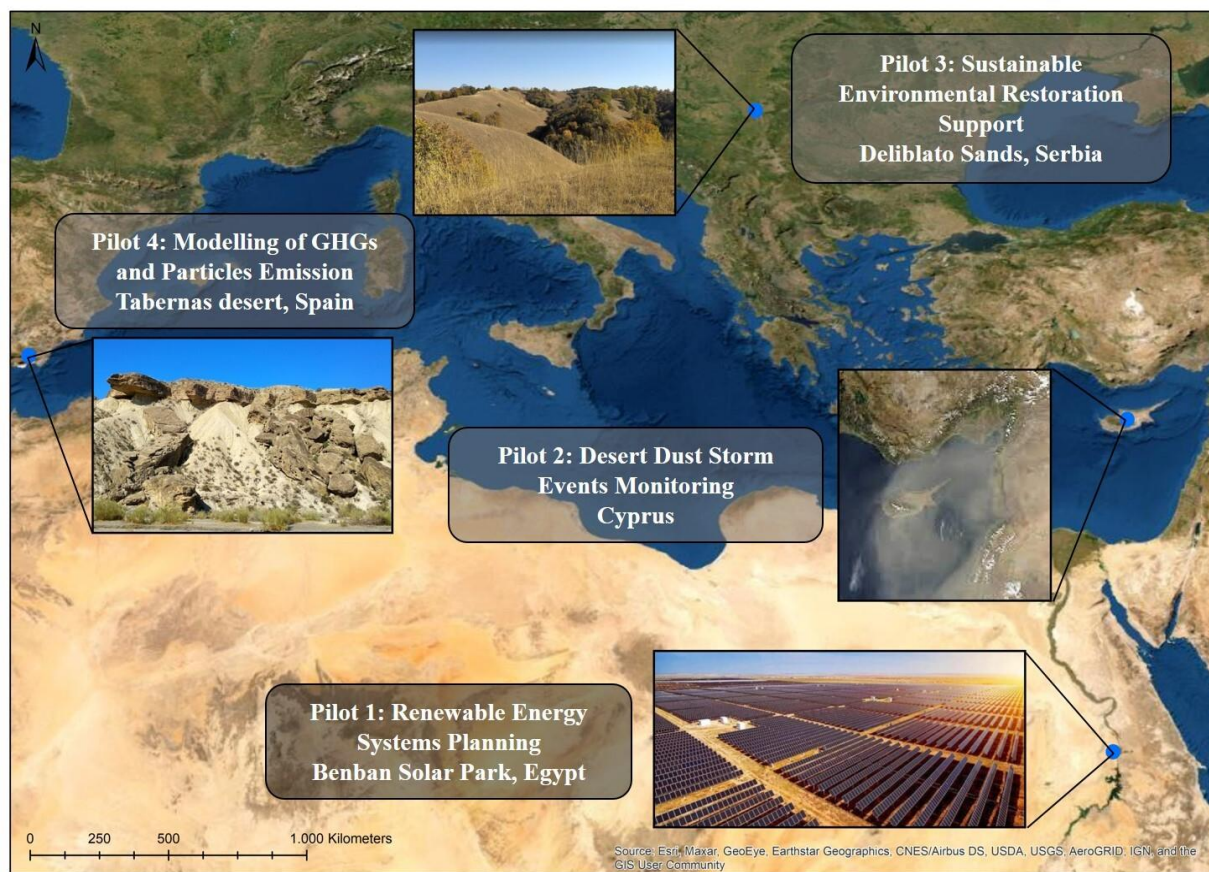 N
Pilot 3: Sustainable
Environmental Restoration
Support
Deliblato Sands, Serbia
Pilot 4: Modelling of GHGs
and Particles Emission
Tabernas desert, Spain
Pilot 2: Desert Dust Storm
Events Monitoring
Cyprus
Pilot 1: Renewable Energy
Systems Planning
Benban Solar Park, Egypt
0 250 500 1.000 Kilometers
Source: Esri, Maxar, GeoEye, Earthstar Geographics, CNES/Airbus DS, USDA, USGS, AeroGRID, IGN, and the
GIS User Community